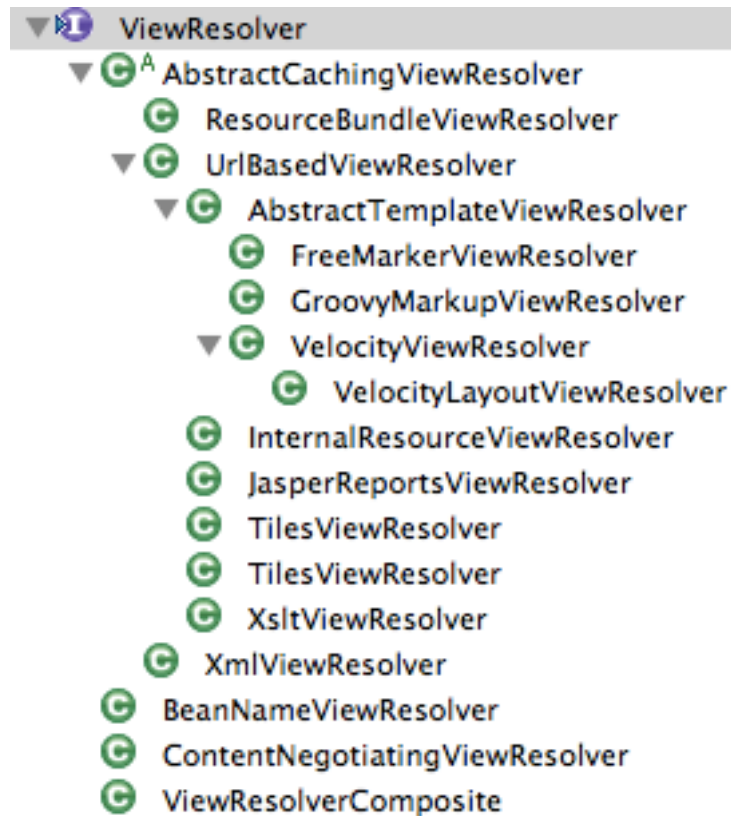 ViewResolver
AbstractCachingViewResolver
ResourceBundleViewResolver
UrlBasedViewResolver
AbstractTemplateViewResolver
FreeMarkerViewResolver
GroovyMarkupViewResolver
VelocityViewResolver
VelocityLayoutViewResolver
InternalResourceViewResolver
JasperReportsViewResolver
TilesViewResolver
TilesViewResolver
XsltViewResolver
XmlViewResolver
BeanNameViewResolver
ContentNegotiatingViewResolver
ViewResolverComposite